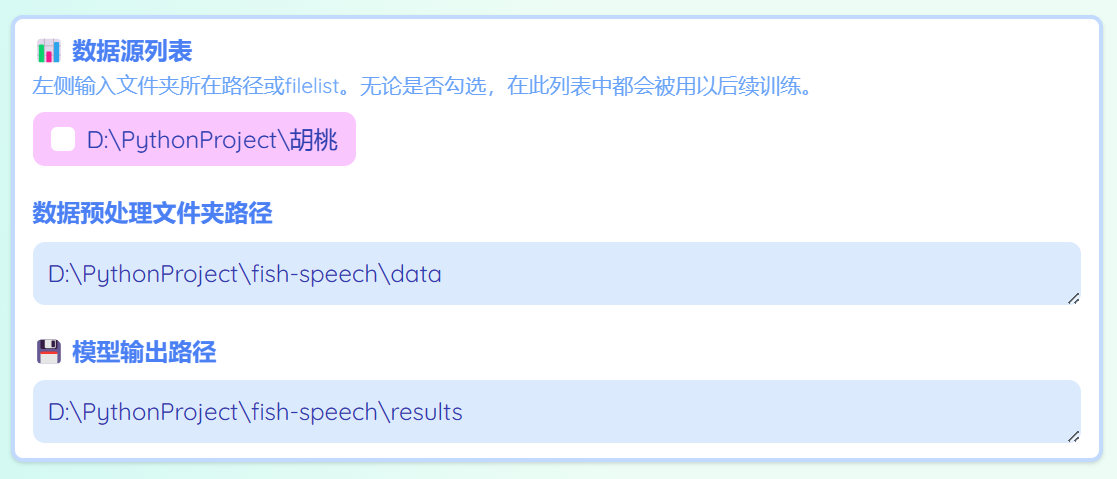 数据源列表
左侧输入文件夹所在路径或filelist。无论是否勾选，在此列表中都会被用以后续训练。
D:\PythonProject\胡桃
数据预处理文件夹路径
D:\PythonProject\fish-speech\data
模型输出路径
D:\PythonProject\fish-speech\results